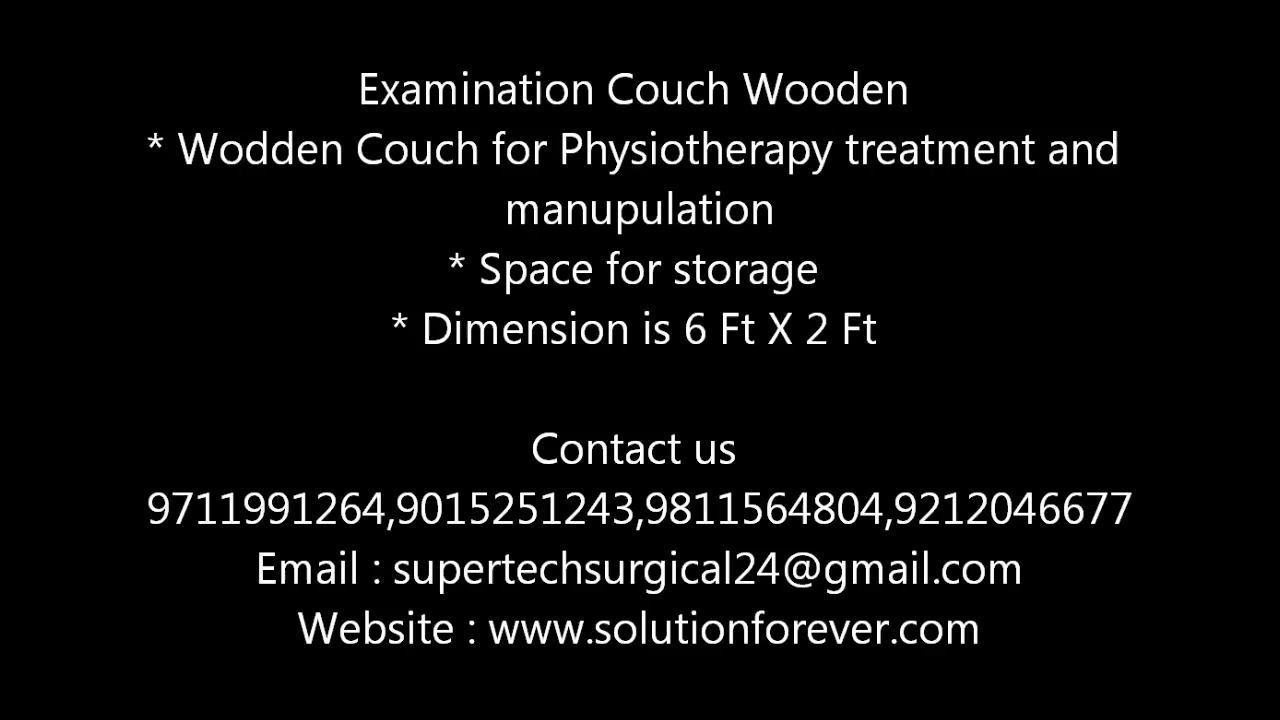 Examination Couch Wooden
* Wodden Couch for Physiotherapy treatment and
manupulation
* Space for storage
* Dimension is 6 Ft X 2 Ft
Contact us
9711991264,9015251243,9811564804,9212046677
Email : supertechsurgical24@gmail.com
Website : www.solutionforever.com